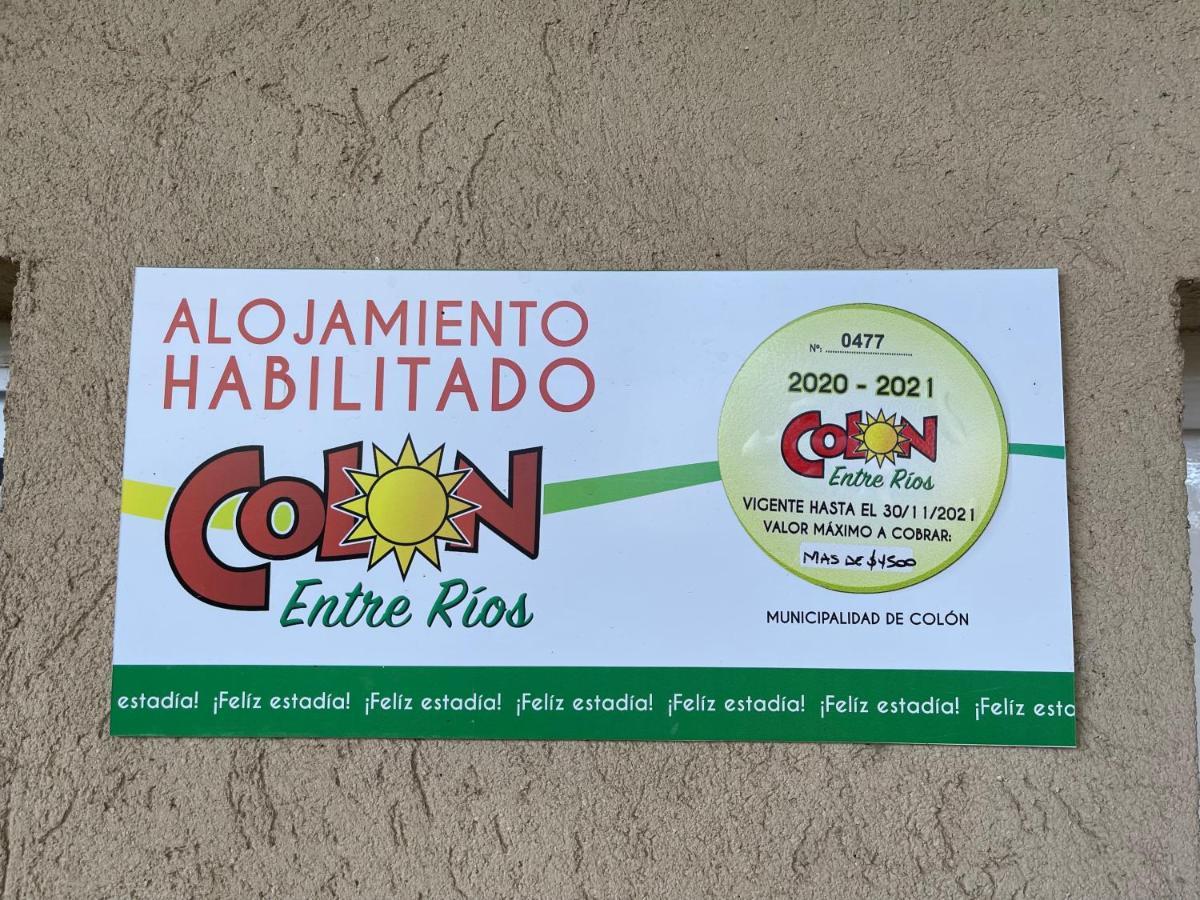 ALOJAMIENTO
HABILITADO
COLON
Entre Ríos
Nº: 0477
2020 - 2021
COLON
Entre Ríos
VIGENTE HASTA EL 30/11/2021
VALOR MÁXIMO A COBRAR:
MAS DE $4500
MUNICIPALIDAD DE COLÓN
estadía! ¡Felíz estadía! ¡Felíz estadía! ¡Felíz estadía! ¡Felíz estadía! ¡Felíz estadía! ¡Felíz esta